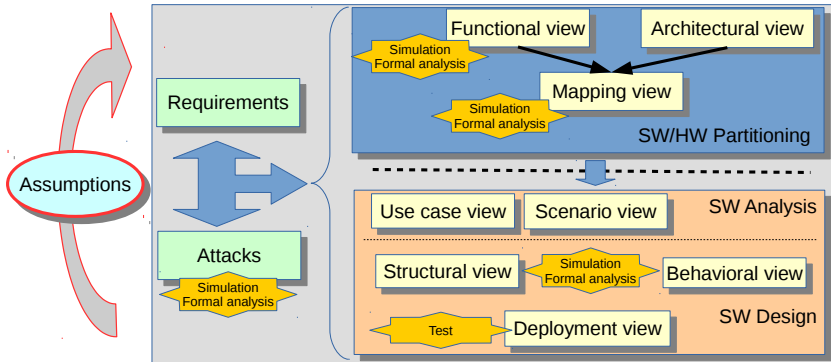 Assumptions
Requirements
Attacks
Simulation
Formal analysis
Functional view
Architectural view
Simulation
Formal analysis
Mapping view
Simulation
Formal analysis
SW/HW Partitioning
Use case view
Scenario view
SW Analysis
Structural view
Simulation
Formal analysis
Behavioral view
SW Design
Test
Deployment view